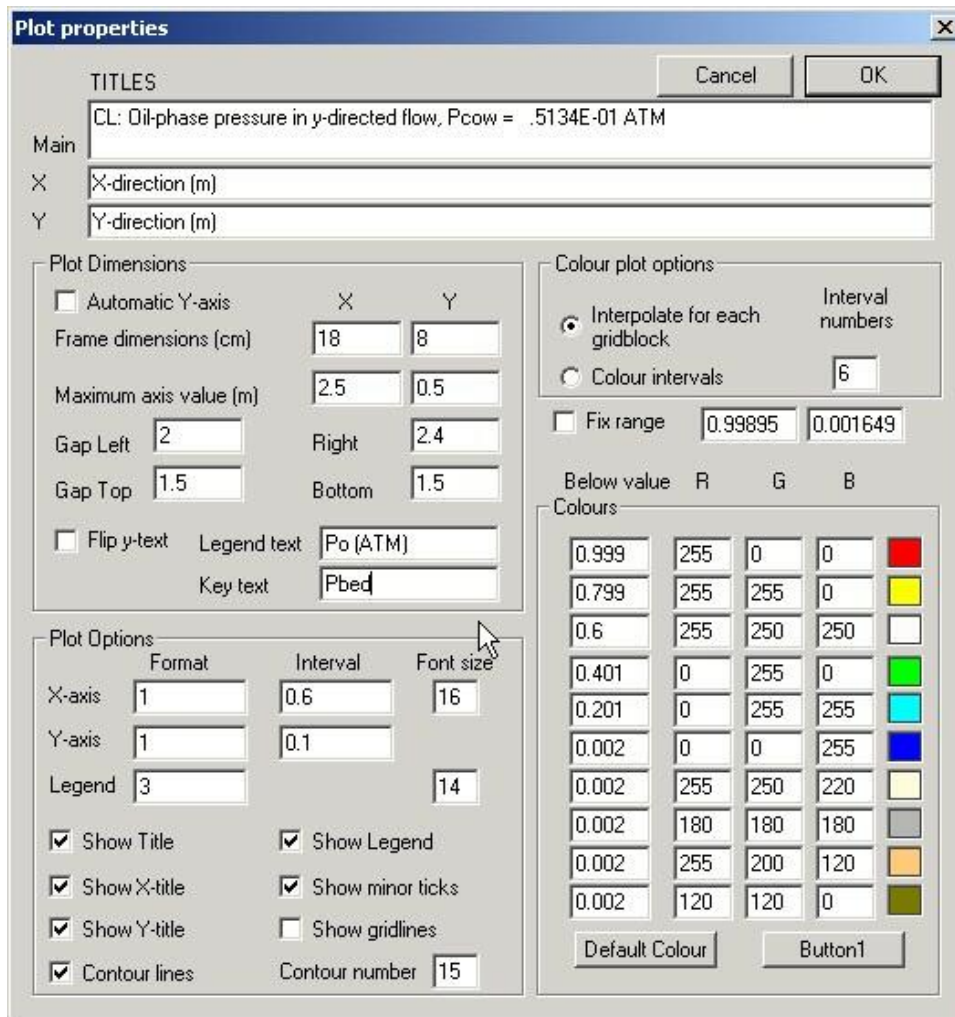 Plot properties
TITLES
Cancel
OK
Main
CL: Oil-phase pressure in y-directed flow, Pcow =   .5134E-01 ATM
X
X-direction (m)
Y
Y-direction (m)
Plot Dimensions
Automatic Y-axis
X Y
Frame dimensions (cm) 18 8
Maximum axis value (m) 2.5 0.5
Gap Left 2 Right 2.4
Gap Top 1.5 Bottom 1.5
Flip y-text Legend text Po (ATM)
Key text Pbed
Colour plot options
Interval
numbers
Interpolate for each
gridblock
Colour intervals 6
Fix range 0.99895 0.001649
Below value R G B
Colours
0.999 255 0 0
0.799 255 255 0
0.6 255 250 250
0.401 0 255 0
0.201 0 255 255
0.002 0 0 255
0.002 255 250 220
0.002 180 180 180
0.002 255 200 120
0.002 120 120 0
Default Colour Button1
Plot Options
Format Interval Font size
X-axis 1 0.6 16
Y-axis 1 0.1
Legend 3 14
Show Title Show Legend
Show X-title Show minor ticks
Show Y-title Show gridlines
Contour lines Contour number 15